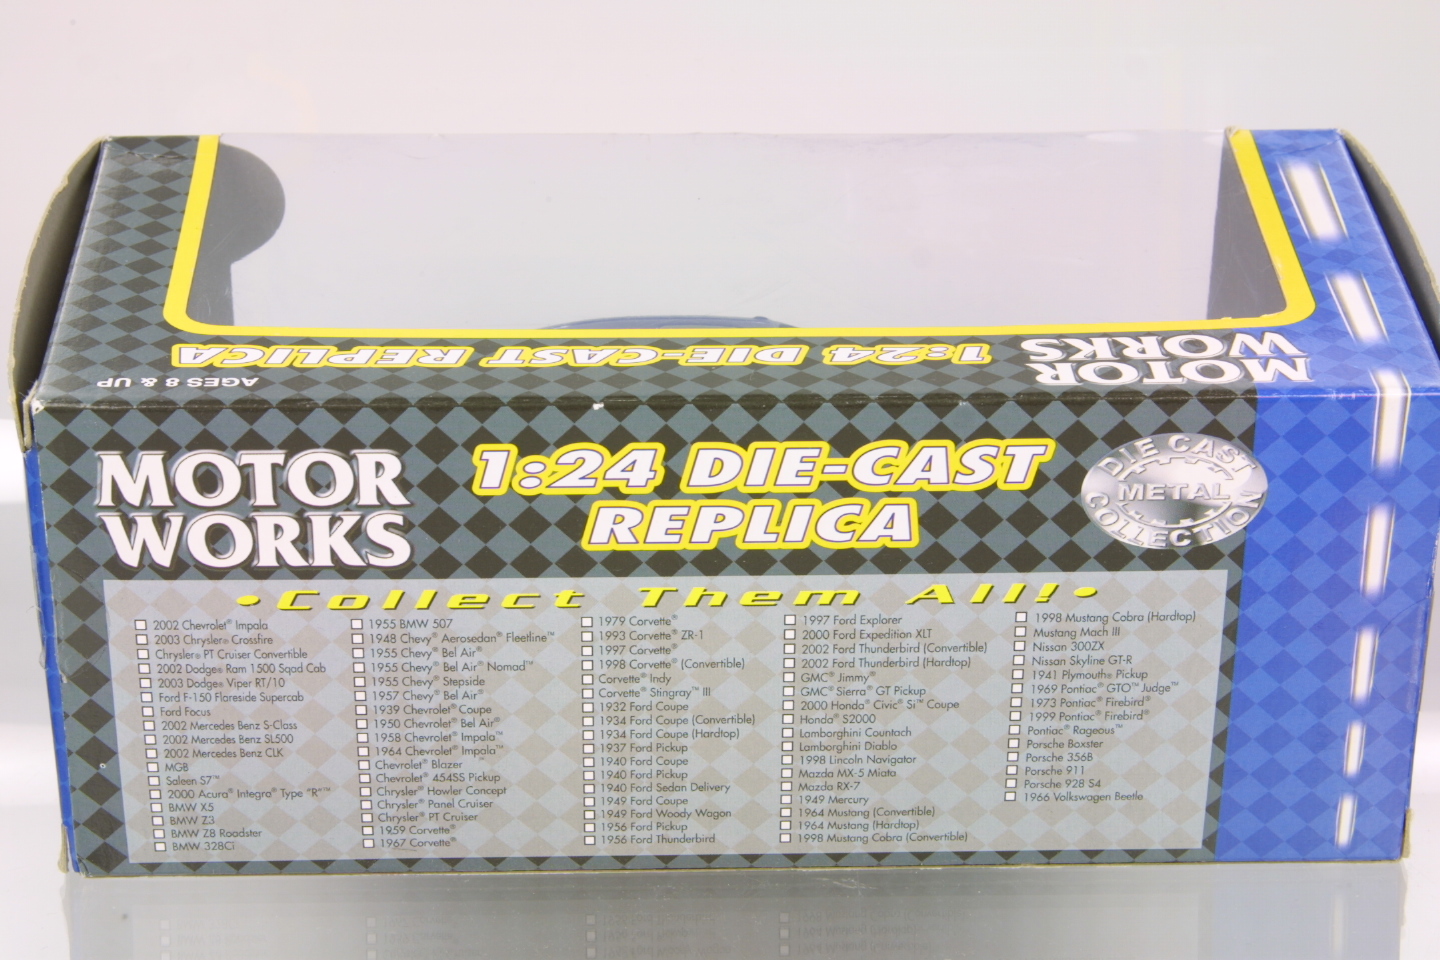 MOTOR WORKS
1:24 DIE-CAST REPLICA
AGES 8 & UP
MOTOR
WORKS
1:24 DIE-CAST
REPLICA
DIE CAST
METAL
COLLECTION
•Collect Them All!•
2002 Chevrolet® Impala
2003 Chrysler® Crossfire
Chrysler® PT Cruiser Convertible
2002 Dodge® Ram 1500 Sqad Cab
2003 Dodge® Viper RT/10
Ford F-150 Flareside Supercab
Ford Focus
2002 Mercedes Benz S-Class
2002 Mercedes Benz SL500
2002 Mercedes Benz CLK
MGB
Saleen S7™
2000 Acura® Integra® Type "R"™
BMW X5
BMW Z3
BMW Z8 Roadster
BMW 328Ci
1955 BMW 507
1948 Chevy® Aerosedan® Fleetline™
1955 Chevy® Bel Air®
1955 Chevy® Bel Air® Nomad™
1955 Chevy® Stepside
1957 Chevy® Bel Air®
1939 Chevrolet® Coupe
1950 Chevrolet® Bel Air®
1958 Chevrolet® Impala™
1964 Chevrolet® Impala™
Chevrolet® Blazer™
Chevrolet® 454SS Pickup
Chrysler® Howler Concept
Chrysler® Panel Cruiser
Chrysler® PT Cruiser
1959 Corvette®
1967 Corvette®
1979 Corvette®
1993 Corvette® ZR-1
1997 Corvette®
1998 Corvette® (Convertible)
Corvette® Indy
Corvette® Stingray™ III
1932 Ford Coupe
1934 Ford Coupe (Convertible)
1934 Ford Coupe (Hardtop)
1937 Ford Pickup
1940 Ford Coupe
1940 Ford Pickup
1940 Ford Sedan Delivery
1949 Ford Coupe
1949 Ford Woody Wagon
1956 Ford Pickup
1956 Ford Thunderbird
1997 Ford Explorer
2000 Ford Expedition XLT
2002 Ford Thunderbird (Convertible)
2002 Ford Thunderbird (Hardtop)
GMC® Jimmy®
GMC® Sierra® GT Pickup
2000 Honda® Civic® Si™ Coupe
Honda® S2000
Lamborghini Countach
Lamborghini Diablo
1998 Lincoln Navigator
Mazda MX-5 Miata
Mazda RX-7
1949 Mercury
1964 Mustang (Convertible)
1964 Mustang (Hardtop)
1998 Mustang Cobra (Convertible)
1998 Mustang Cobra (Hardtop)
Mustang Mach III
Nissan 300ZX
Nissan Skyline GT-R
1941 Plymouth® Pickup
1969 Pontiac® GTO™ Judge™
1973 Pontiac® Firebird®
1999 Pontiac® Firebird®
Pontiac® Rageous™
Porsche Boxster
Porsche 356B
Porsche 911
Porsche 928 S4
1966 Volkswagen Beetle